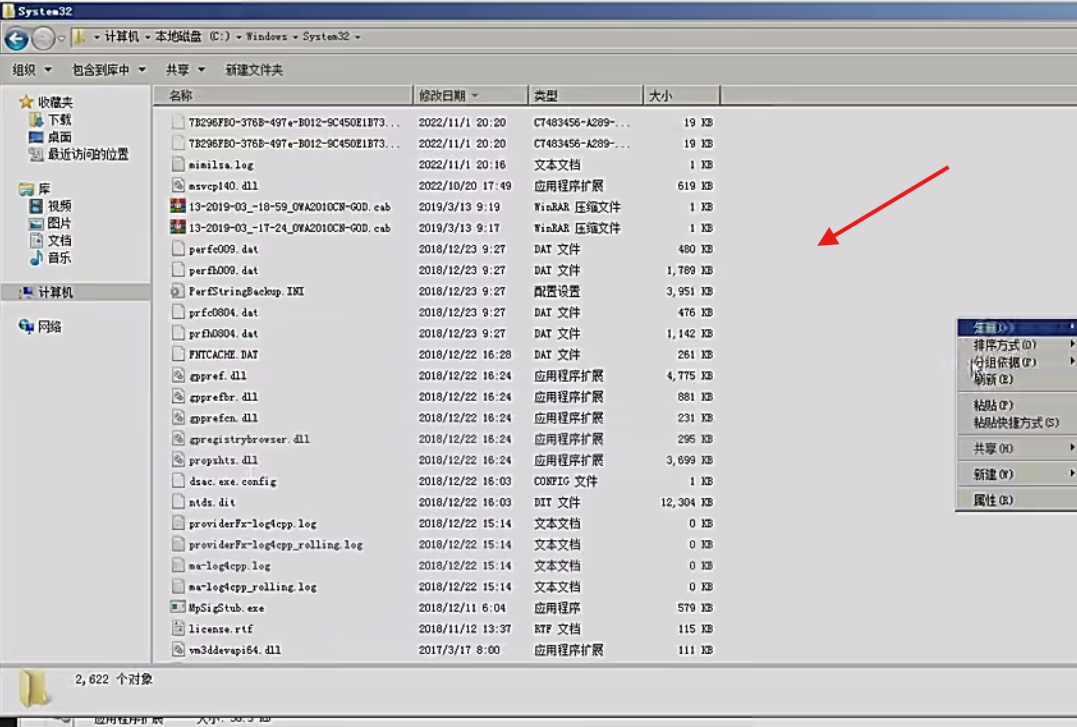 System32
计算机 本地磁盘 (C:) Windows System32
组织 包含到库中 共享 新建文件夹
收藏夹
下载
桌面
最近访问的位置
库
视频
图片
文档
音乐
计算机
网络
名称 修改日期 类型 大小
7B296FB0-376B-497e-B012-9C450E1B73... 2022/11/1 20:20 C7483456-A289-... 19 KB
7B296FB0-376B-497e-B012-9C450E1B73... 2022/11/1 20:20 C7483456-A289-... 19 KB
mimilsa.log 2022/11/1 20:16 文本文档 1 KB
msvcp140.dll 2022/10/20 17:49 应用程序扩展 619 KB
13-2019-03_-18-59_OWA2010CN-GOD.cab 2019/3/13 9:19 WinRAR 压缩文件 1 KB
13-2019-03_-17-24_OWA2010CN-GOD.cab 2019/3/13 9:17 WinRAR 压缩文件 1 KB
perfc009.dat 2018/12/23 9:27 DAT 文件 480 KB
perfh009.dat 2018/12/23 9:27 DAT 文件 1,789 KB
PerfStringBackup.INI 2018/12/23 9:27 配置设置 3,951 KB
prfc0804.dat 2018/12/23 9:27 DAT 文件 476 KB
prfh0804.dat 2018/12/23 9:27 DAT 文件 1,142 KB
FNTCACHE.DAT 2018/12/22 16:28 DAT 文件 261 KB
gppref.dll 2018/12/22 16:24 应用程序扩展 4,775 KB
gpprefbr.dll 2018/12/22 16:24 应用程序扩展 881 KB
gpprefcn.dll 2018/12/22 16:24 应用程序扩展 231 KB
gpregistrybrowser.dll 2018/12/22 16:24 应用程序扩展 295 KB
propshts.dll 2018/12/22 16:24 应用程序扩展 3,699 KB
dsac.exe.config 2018/12/22 16:03 CONFIG 文件 1 KB
ntds.dit 2018/12/22 16:03 DIT 文件 12,304 KB
providerFx-log4cpp.log 2018/12/22 15:14 文本文档 0 KB
providerFx-log4cpp_rolling.log 2018/12/22 15:14 文本文档 0 KB
ma-log4cpp.log 2018/12/22 15:14 文本文档 0 KB
ma-log4cpp_rolling.log 2018/12/22 15:14 文本文档 0 KB
MpSigStub.exe 2018/12/11 6:04 应用程序 579 KB
license.rtf 2018/11/12 13:37 RTF 文档 115 KB
vm3ddevapi64.dll 2017/3/17 8:00 应用程序扩展 111 KB
排序方式(O)
分组依据(P)
刷新(E)
粘贴(P)
粘贴快捷方式(S)
共享(H)
新建(W)
属性(R)
2,622 个对象
应用程序扩展 大小: